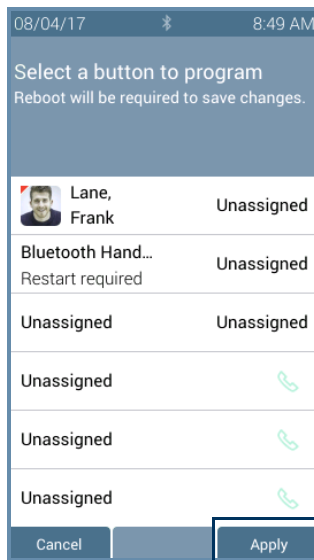 08/04/17 8:49 AM
Select a button to program
Reboot will be required to save changes.
Lane,
Frank
Unassigned
Bluetooth Hand...
Restart required
Unassigned
Unassigned Unassigned
Unassigned
Unassigned
Unassigned
Cancel Apply